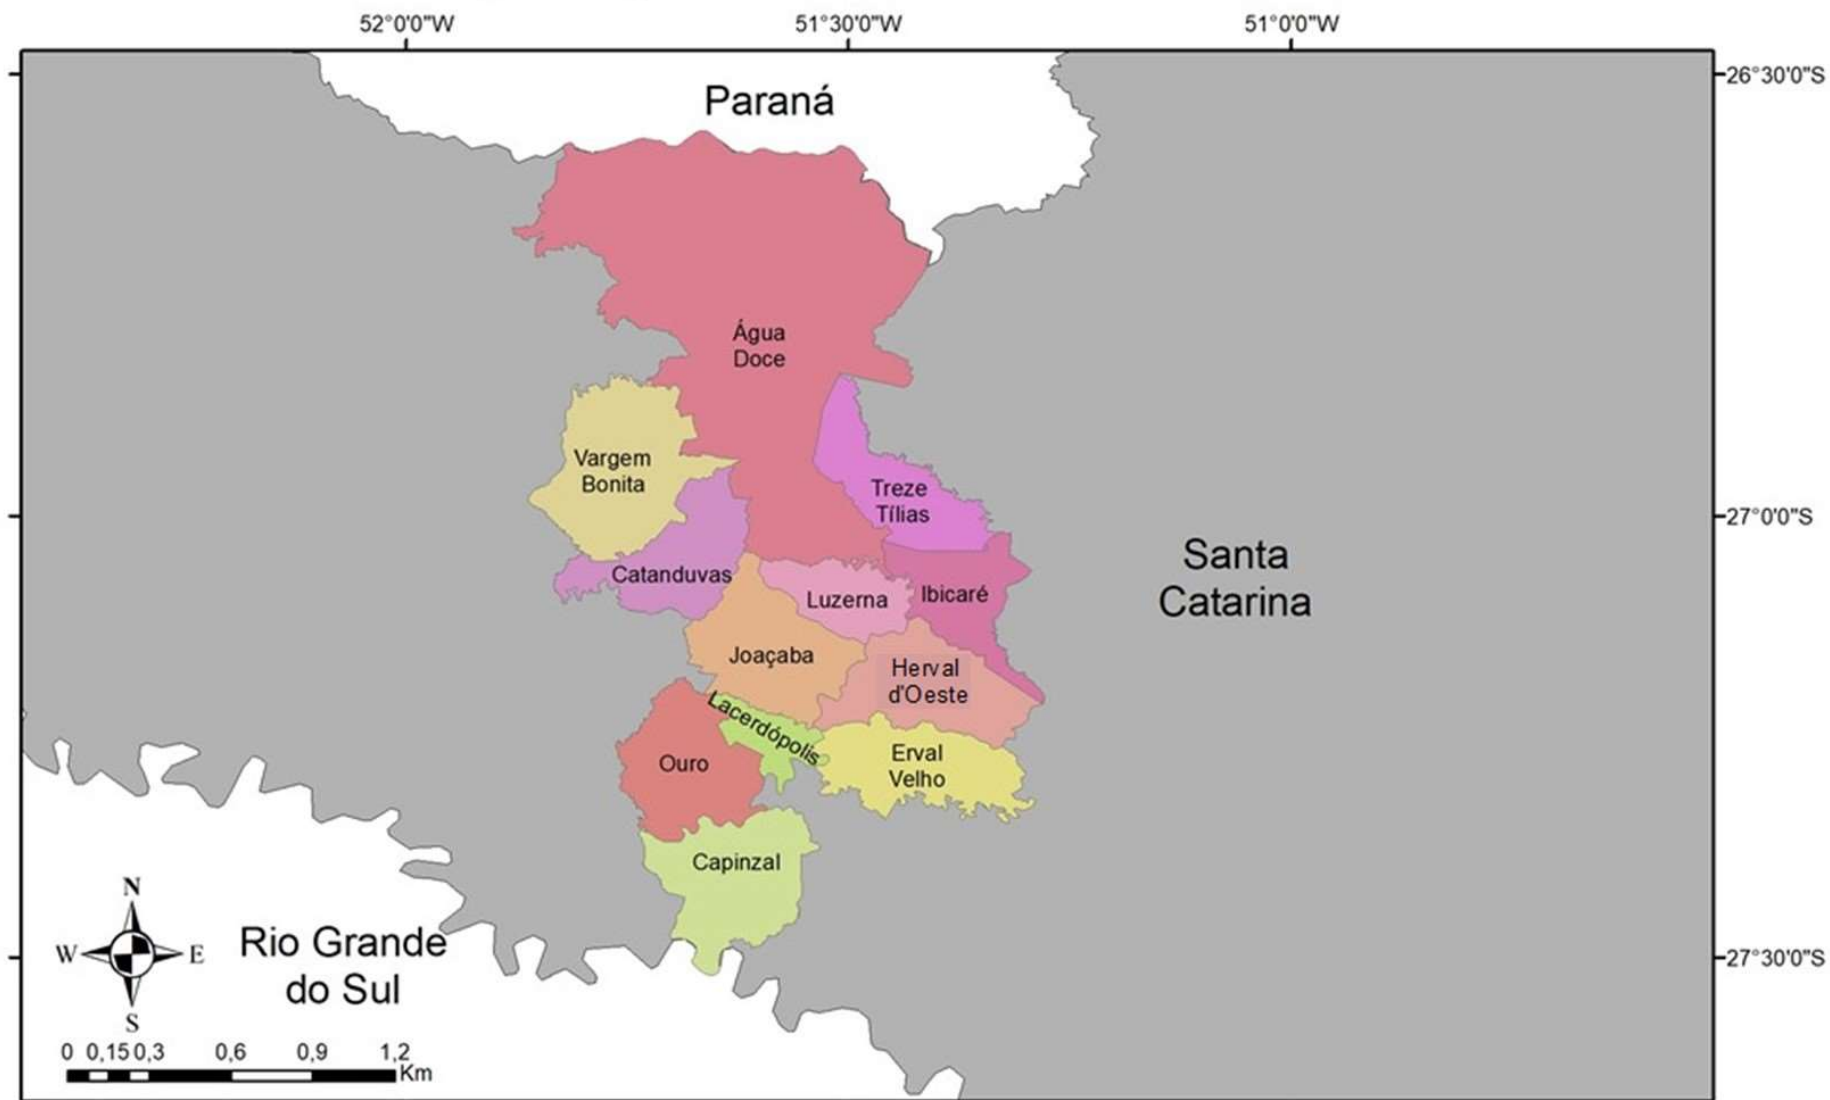 52°0'0"W
51°30'0"W
51°0'0"W
26°30'0"S
Paraná
Água
Doce
Vargem
Bonita
Treze
Tílias
27°0'0"S
Santa
Catarina
Catanduvas
Luzerna
Ibicaré
Joaçaba
Herval
d'Oeste
Lacerdópolis
Ouro
Erval
Velho
Capinzal
N
W
E
S
Rio Grande
do Sul
27°30'0"S
0 0,15 0,3 0,6 0,9 1,2
Km